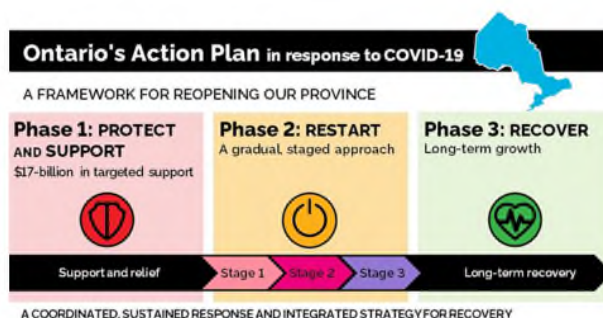 Ontario's Action Plan in response to COVID-19
A FRAMEWORK FOR REOPENING OUR PROVINCE
Phase 1: PROTECT
AND SUPPORT
$17-billion in targeted support
Phase 2: RESTART
A gradual, staged approach
Phase 3: RECOVER
Long-term growth
Support and relief
Stage 1
Stage 2
Stage 3
Long-term recovery
A COORDINATED, SUSTAINED RESPONSE AND INTEGRATED STRATEGY FOR RECOVERY